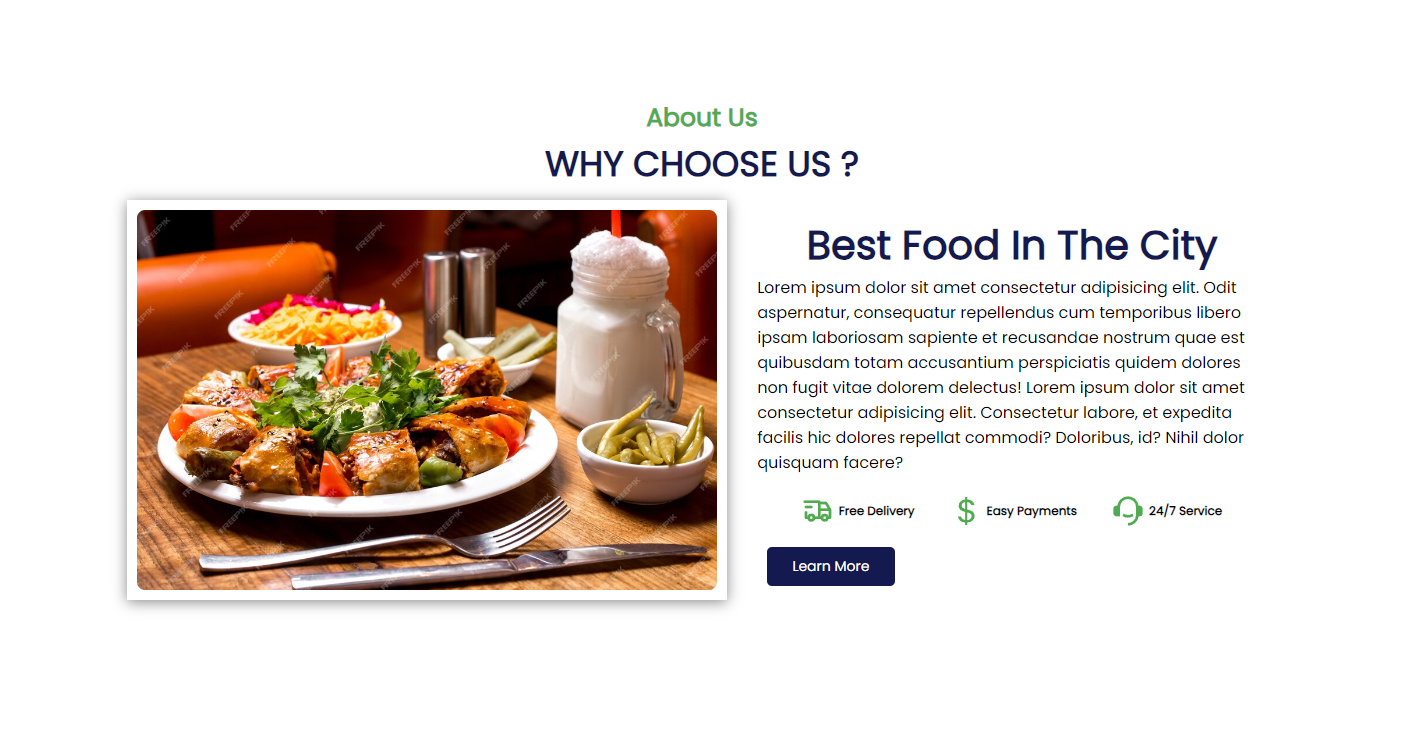 About Us
WHY CHOOSE US ?
Best Food In The City
Lorem ipsum dolor sit amet consectetur adipisicing elit. Odit
aspernatur, consequatur repellendus cum temporibus libero
ipsam laboriosam sapiente et recusandae nostrum quae est
quibusdam totam accusantium perspiciatis quidem dolores
non fugit vitae dolorem delectus! Lorem ipsum dolor sit amet
consectetur adipisicing elit. Consectetur labore, et expedita
facilis hic dolores repellat commodi? Doloribus, id? Nihil dolor
quisquam facere?
Free Delivery
$ Easy Payments
24/7 Service
Learn More
FREEPIK